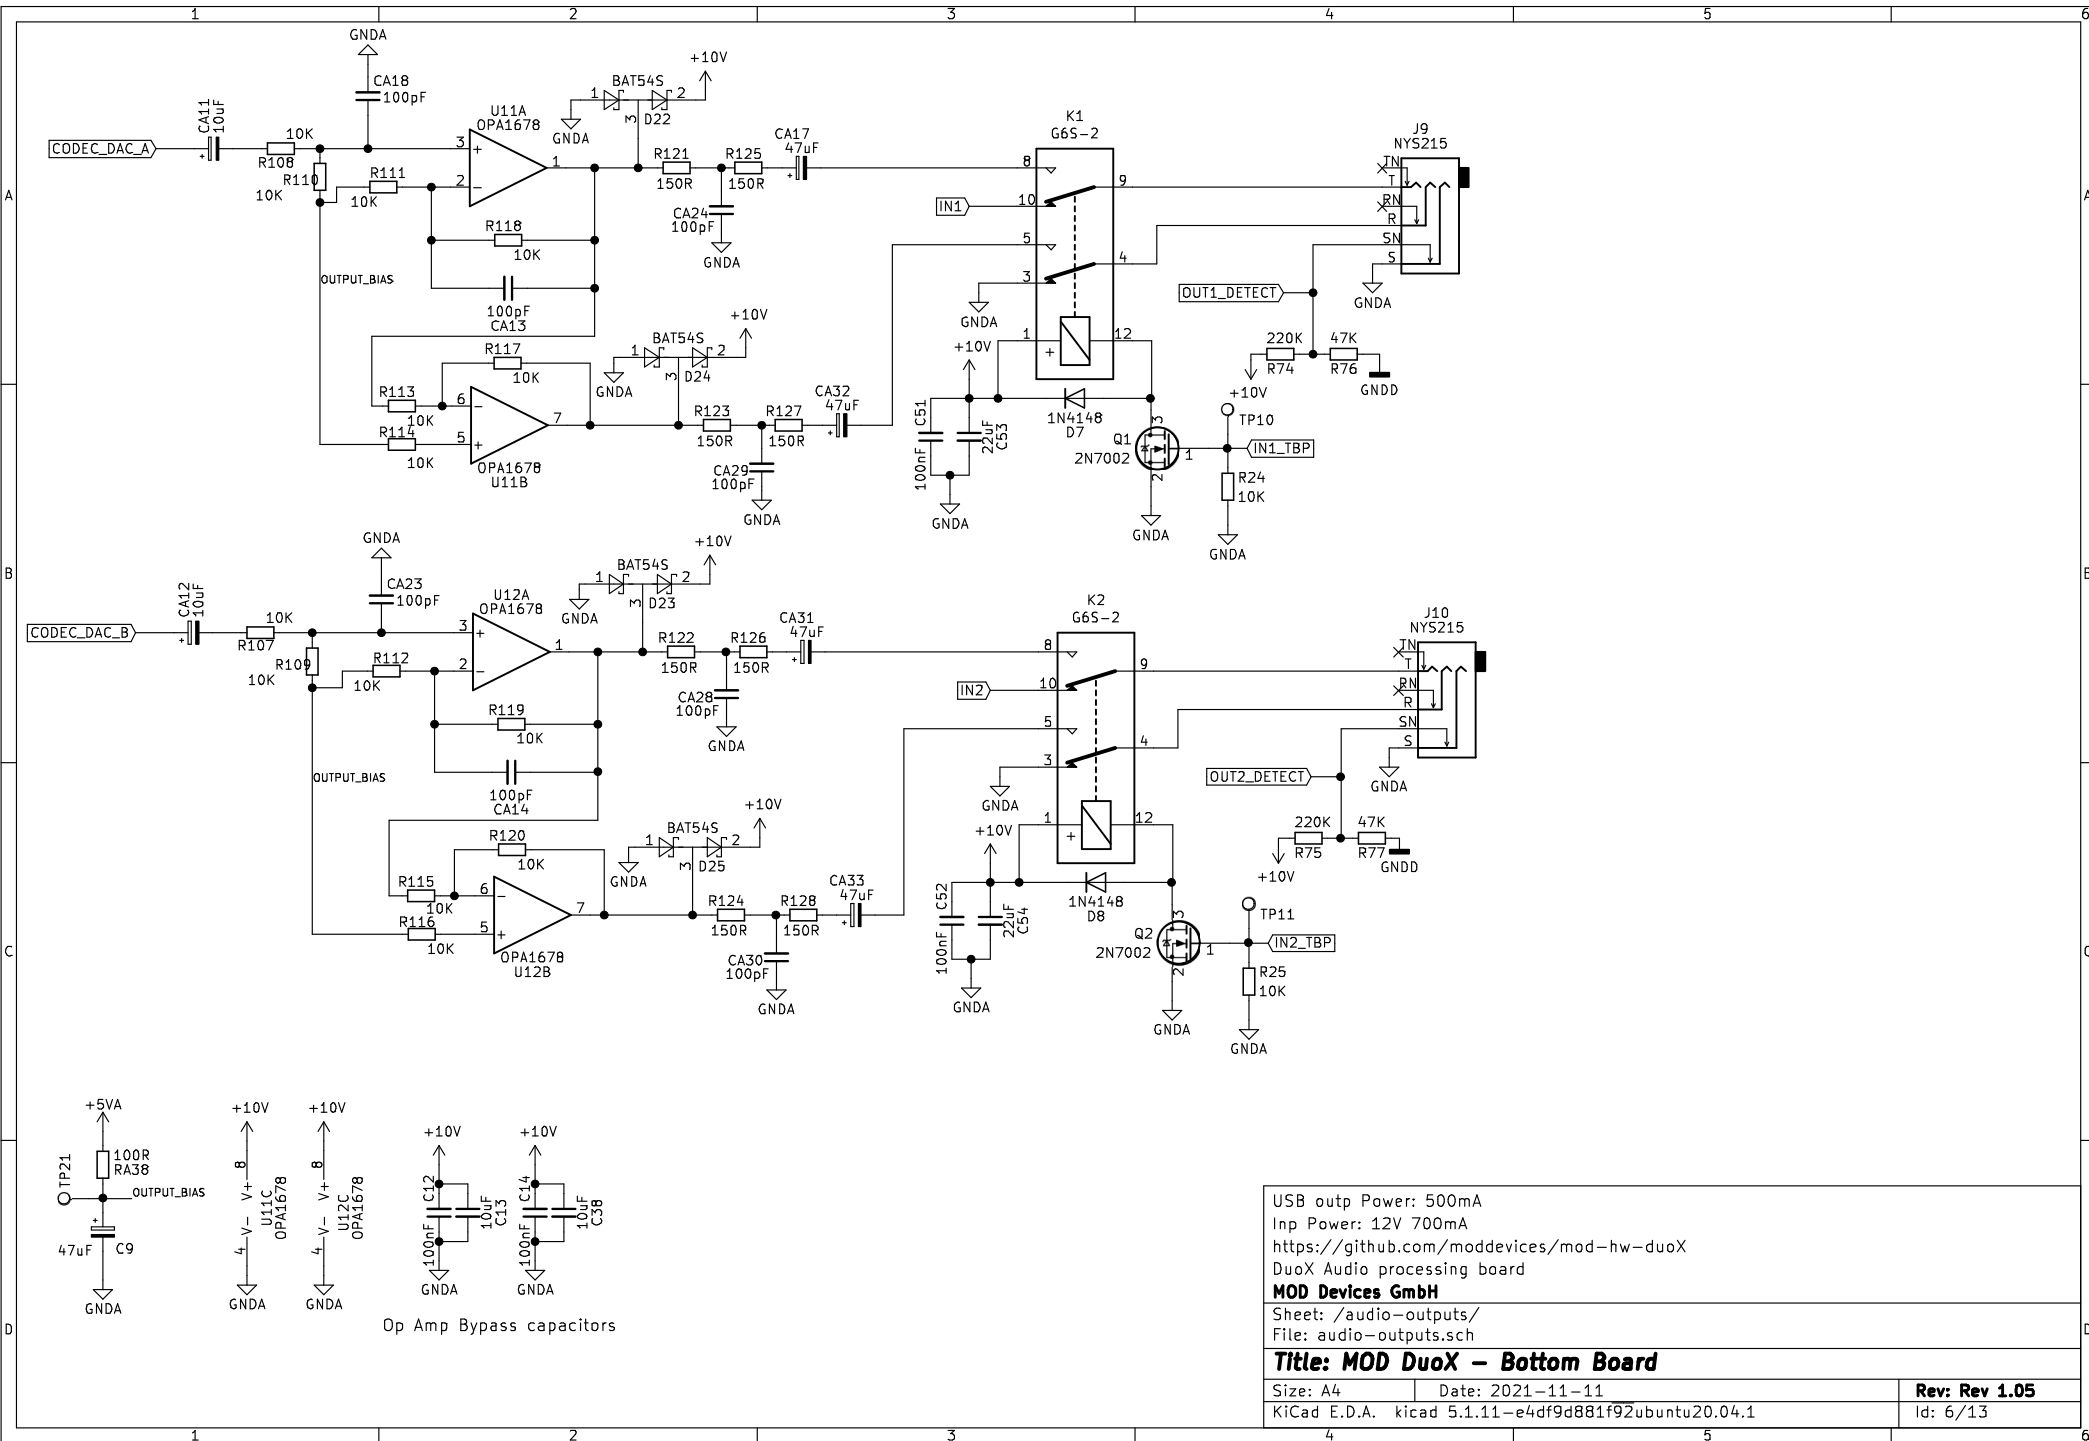 1 2 3 4 5 6
A
B
C
D
GNDA
CA18
100pF
CA11
10uF
CODEC_DAC_A
10K
R108
R110
10K
R111
10K
U11A
OPA1678
3
+
2
-
1
BAT54S
1
2
3
D22
GNDA
+10V
R121
150R
R125
150R
CA17
47uF
+
CA24
100pF
GNDA
R118
10K
100pF
CA13
OUTPUT_BIAS
K1
G6S-2
8
10
5
3
9
4
1
12
+
IN1
GNDA
J9
NYS215
TN
T
RN
R
SN
S
GNDA
OUT1_DETECT
220K
R74
47K
R76
+10V
GNDD
R117
10K
R113
10K
R114
10K
6
-
5
+
7
OPA1678
U11B
BAT54S
1
2
3
D24
GNDA
+10V
R123
150R
R127
150R
CA32
47uF
+
CA29
100pF
GNDA
+10V
C51
100nF
22uF
C53
GNDA
1N4148
D7
Q1
2N7002
3
1
2
GNDA
TP10
IN1_TBP
R24
10K
GNDA
GNDA
CA23
100pF
CA12
10uF
+
CODEC_DAC_B
10K
R107
R109
10K
R112
10K
U12A
OPA1678
3
+
2
-
1
BAT54S
1
2
3
D23
GNDA
+10V
R122
150R
R126
150R
CA31
47uF
+
CA28
100pF
GNDA
R119
10K
100pF
CA14
OUTPUT_BIAS
K2
G6S-2
8
10
5
3
9
4
1
12
+
IN2
GNDA
J10
NYS215
TN
T
RN
R
SN
S
GNDA
OUT2_DETECT
220K
R75
47K
R77
+10V
GNDD
R120
10K
R115
10K
R116
10K
6
-
5
+
7
OPA1678
U12B
BAT54S
1
2
3
D25
GNDA
+10V
R124
150R
R128
150R
CA33
47uF
+
CA30
100pF
GNDA
+10V
C52
100nF
22uF
C54
GNDA
1N4148
D8
Q2
2N7002
3
1
2
GNDA
TP11
IN2_TBP
R25
10K
GNDA
+5VA
100R
RA38
TP21
OUTPUT_BIAS
+
47uF
C9
GNDA
+10V
8
V+
V-
4
U11C
OPA1678
GNDA
+10V
8
V+
V-
4
U12C
OPA1678
GNDA
+10V
C12
100nF
10uF
C13
GNDA
+10V
C14
100nF
10uF
C38
GNDA
Op Amp Bypass capacitors
USB outp Power: 500mA
Inp Power: 12V 700mA
https://github.com/moddevices/mod-hw-duoX
DuoX Audio processing board
MOD Devices GmbH
Sheet: /audio-outputs/
File: audio-outputs.sch
Title: MOD DuoX – Bottom Board
Size: A4 Date: 2021-11-11 Rev: Rev 1.05
KiCad E.D.A. kicad 5.1.11-e4df9d881f92ubuntu20.04.1 Id: 6/13
1 2 3 4 5 6